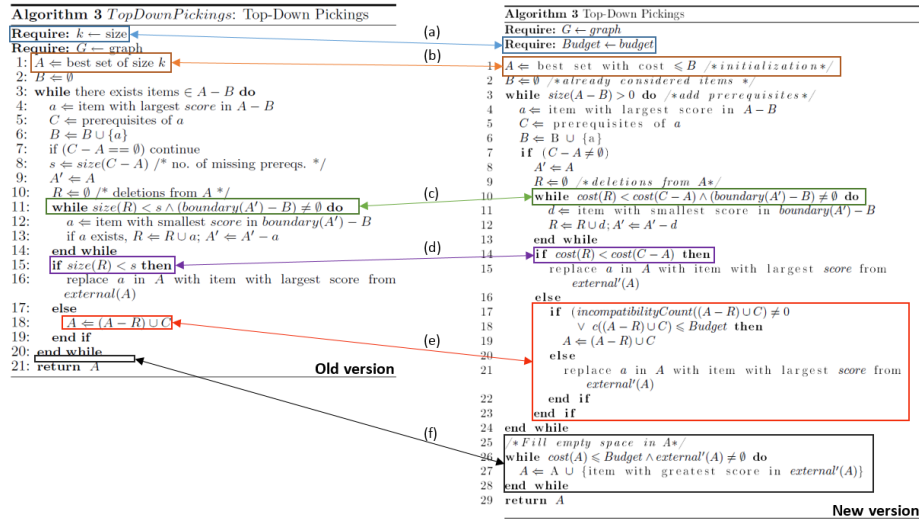 Algorithm 3 TopDownPickings: Top-Down Pickings
Require: k ← size
Require: G ← graph
1: A ⇐ best set of size k
2: B ⇐ ∅
3: while there exists items ∈ A − B do
4: a ⇐ item with largest score in A − B
5: C ⇐ prerequisites of a
6: B ⇐ B ∪ {a}
7: if (C − A == ∅) continue
8: s ⇐ size(C − A) /* no. of missing prereqs. */
9: A′ ⇐ A
10: R ⇐ ∅ /* deletions from A */
11: while size(R) < s ∧ (boundary(A′) − B) ≠ ∅ do
12: a ⇐ item with smallest score in boundary(A′) − B
13: if a exists, R ⇐ R ∪ a; A′ ⇐ A′ − a
14: end while
15: if size(R) < s then
16: replace a in A with item with largest score from
external(A)
17: else
18: A ⇐ (A − R) ∪ C
19: end if
20: end while
21: return A
Old version
(a)
(b)
(c)
(d)
(e)
(f)
Algorithm 3 Top-Down Pickings
Require: G ← graph
Require: Budget ← budget
1 A ⇐ best set with cost ⩽ B /*initialization*/
2 B ⇐ ∅ /*already considered items */
3 while size(A − B) > 0 do /*add prerequisites*/
4 a ⇐ item with largest score in A − B
5 C ⇐ prerequisites of a
6 B ⇐ B ∪ {a}
7 if (C − A ≠ ∅)
8 A′ ⇐ A
9 R ⇐ ∅ /*deletions from A*/
10 while cost(R) < cost(C − A) ∧ (boundary(A′) − B) ≠ ∅ do
11 d ⇐ item with smallest score in boundary(A′) − B
12 R ⇐ R ∪ d; A′ ⇐ A′ − d
13 end while
14 if cost(R) < cost(C − A) then
15 replace a in A with item with largest score from
external′(A)
16 else
17 if (incompatibilityCount((A − R) ∪ C) ≠ 0
18 ∨ c((A − R) ∪ C) ⩽ Budget then
19 A ⇐ (A − R) ∪ C
20 else
21 replace a in A with item with largest score from
external′(A)
22 end if
23 end if
24 end while
25 /*Fill empty space in A*/
26 while cost(A) ⩽ Budget ∧ external′(A) ≠ ∅ do
27 A ⇐ A ∪ {item with greatest score in external′(A)}
28 end while
29 return A
New version